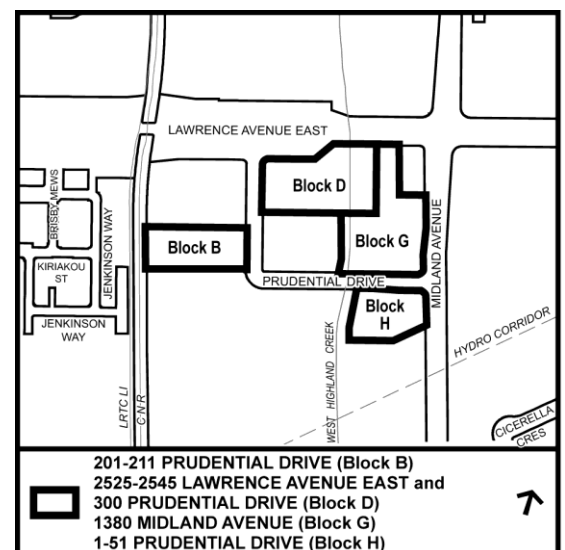 LAWRENCE AVENUE EAST
BRISBY MEWS
JENKINSON WAY
Block D
MIDLAND AVENUE
Block B
Block G
KIRIAKOU
ST
PRUDENTIAL DRIVE
Block
H
JENKINSON
WAY
HYDRO CORRIDOR
WEST HIGHLAND CREEK
LRTC LI
C N R
CICERELLA
CRES
201-211 PRUDENTIAL DRIVE (Block B)
2525-2545 LAWRENCE AVENUE EAST and
300 PRUDENTIAL DRIVE (Block D)
1380 MIDLAND AVENUE (Block G)
1-51 PRUDENTIAL DRIVE (Block H)